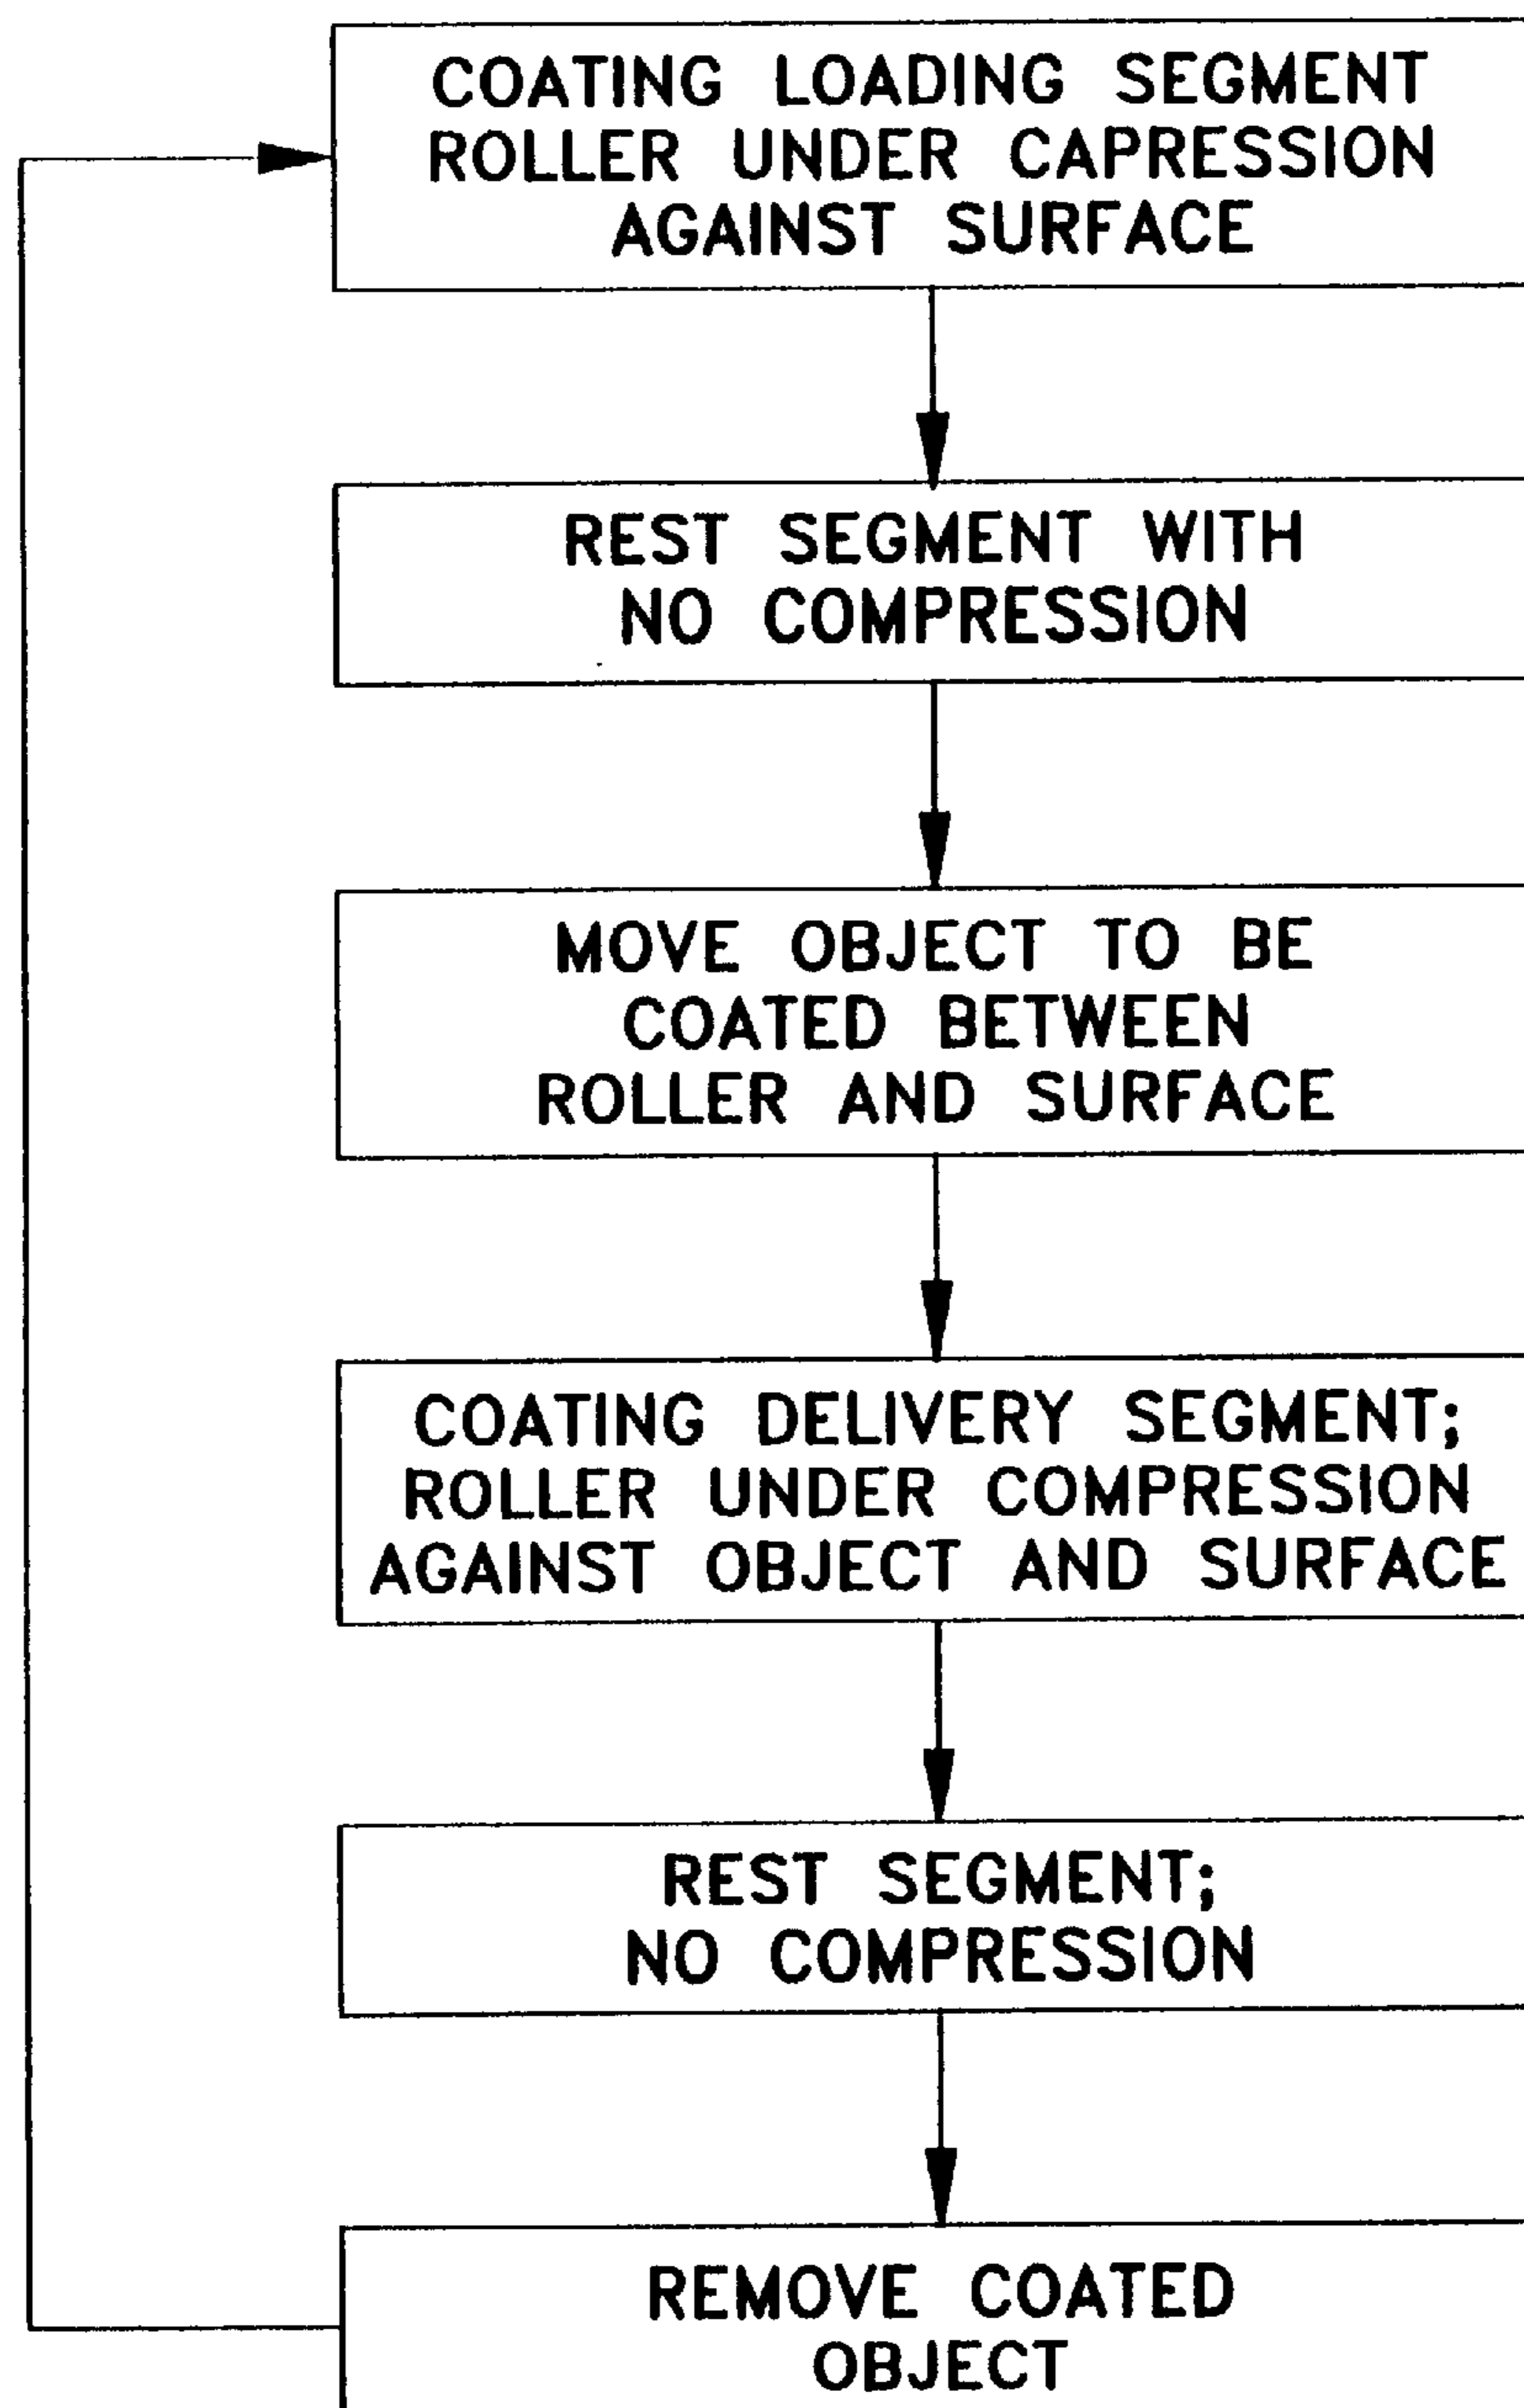 COATING LOADING SEGMENT
ROLLER UNDER CAPRESSION
AGAINST SURFACE
REST SEGMENT WITH
NO COMPRESSION
MOVE OBJECT TO BE
COATED BETWEEN
ROLLER AND SURFACE
COATING DELIVERY SEGMENT;
ROLLER UNDER COMPRESSION
AGAINST OBJECT AND SURFACE
REST SEGMENT;
NO COMPRESSION
REMOVE COATED
OBJECT